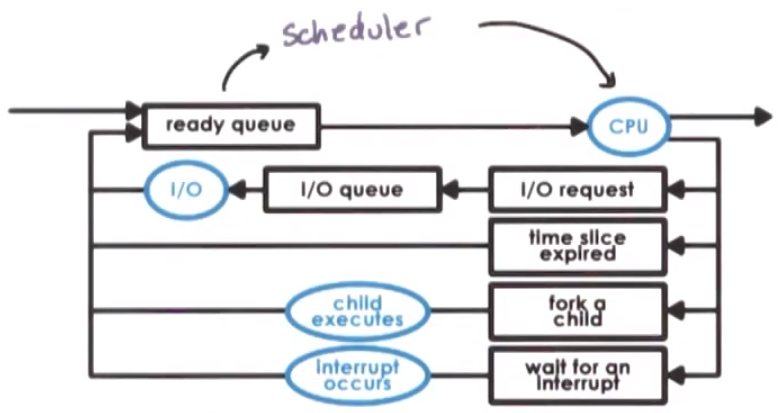 scheduler
ready queue
CPU
I/O
I/O queue
I/O request
time slice
expired
child
executes
fork a
child
interrupt
occurs
wait for an
interrupt